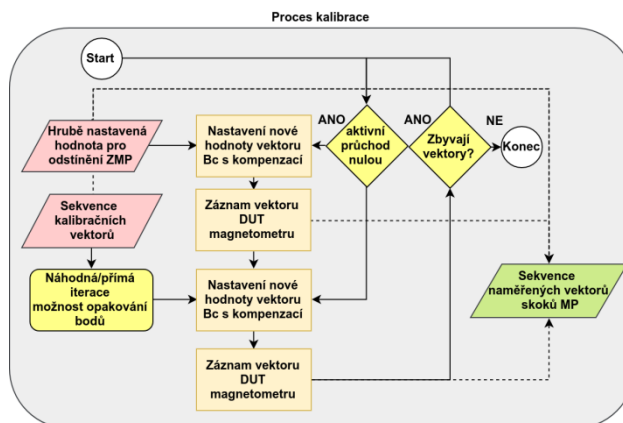 Proces kalibrace
Start
ANO
ANO
NE
Hrubě nastavená
hodnota pro
odstínění ZMP
Nastavení nové
hodnoty vektoru
Bc s kompenzací
aktivní
průchod
nulou
Zbyvají
vektory?
Konec
Sekvence
kalibračních
vektorů
Záznam vektoru
DUT
magnetometru
Náhodná/přímá
iterace
možnost opakování
bodů
Nastavení nové
hodnoty vektoru
Bc s kompenzací
Sekvence
naměřených vektorů
skoků MP
Záznam vektoru
DUT
magnetometru